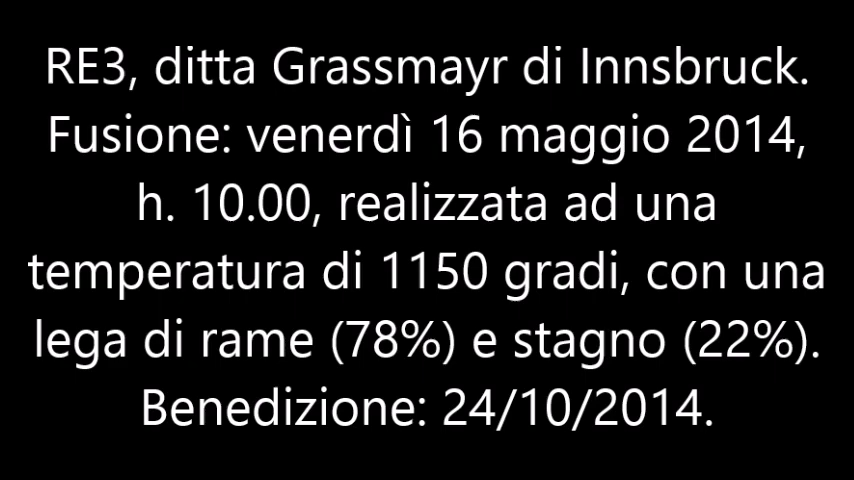 RE3, ditta Grassmayr di Innsbruck.
Fusione: venerdì 16 maggio 2014,
h. 10.00, realizzata ad una
temperatura di 1150 gradi, con una
lega di rame (78%) e stagno (22%).
Benedizione: 24/10/2014.